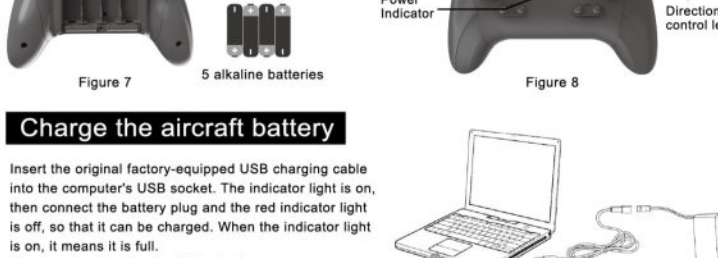 Power
Indicator
control
Figure 7
5 alkaline batteries
Figure 8
Charge the aircraft battery
Insert the original factory-equipped USB charging cable
into the computer's USB socket. The indicator light is on,
then connect the battery plug and the red indicator light
is off, so that it can be charged. When the indicator light
is on, it means it is full.